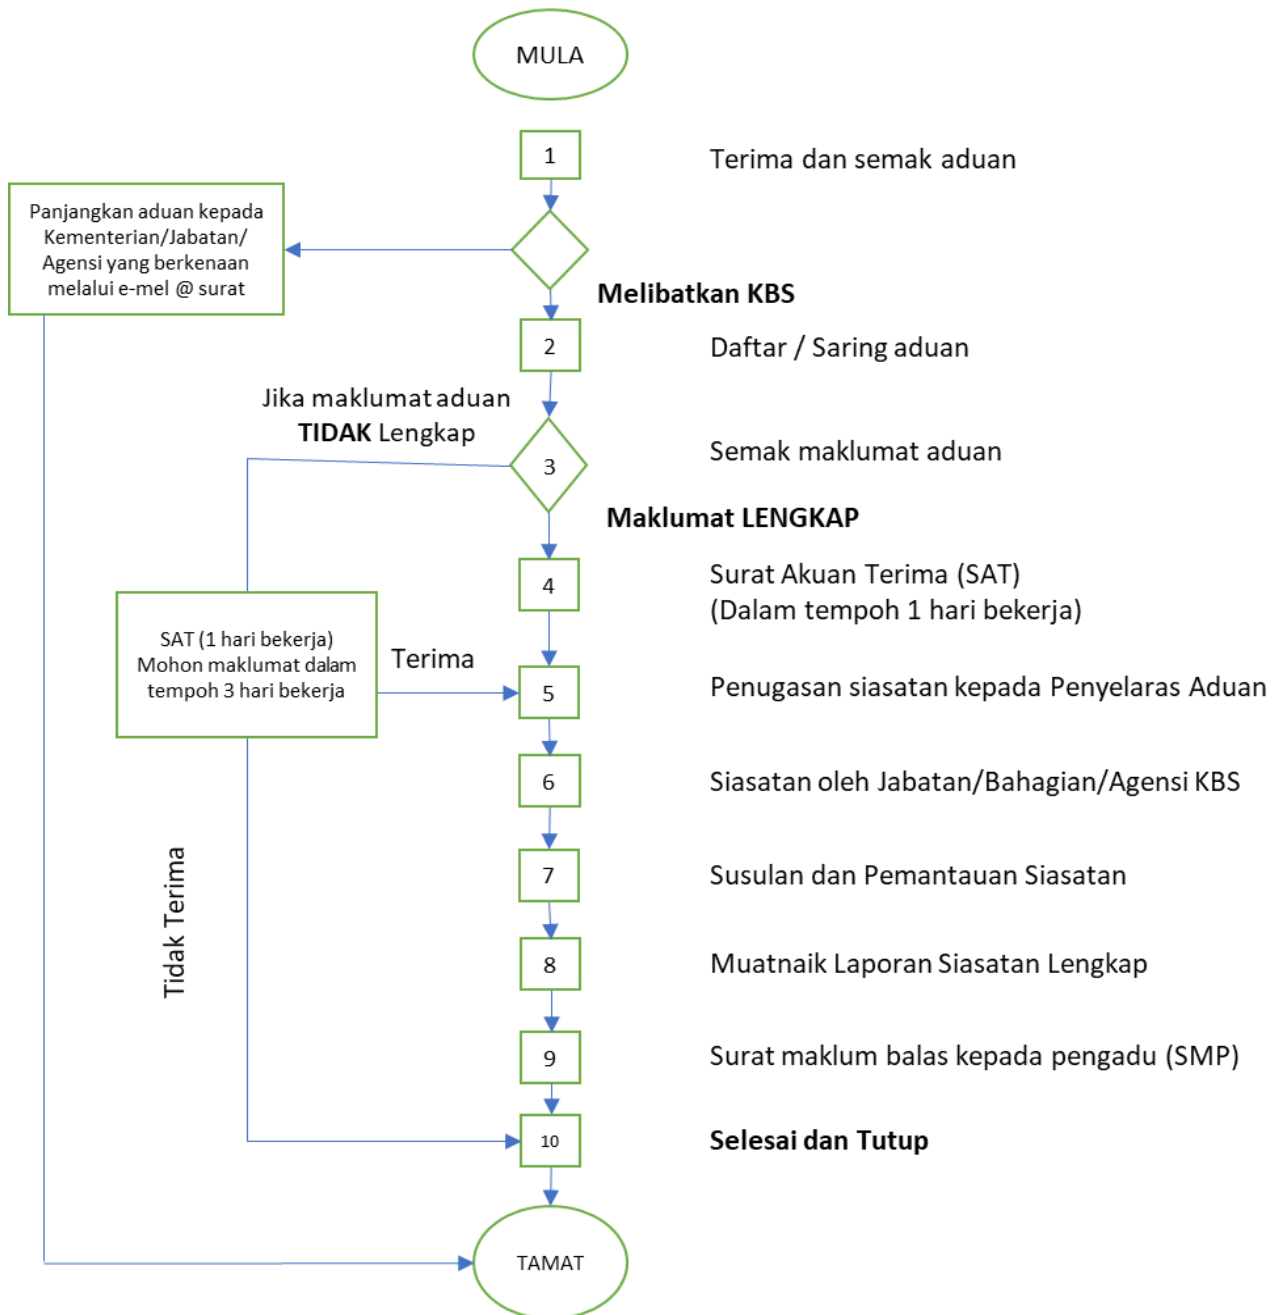 MULA
1
Terima dan semak aduan
Panjangkan aduan kepada
Kementerian/Jabatan/
Agensi yang berkenaan
melalui e-mel @ surat
Melibatkan KBS
2
Daftar / Saring aduan
Jika maklumat aduan
TIDAK Lengkap
3
Semak maklumat aduan
Maklumat LENGKAP
4
Surat Akuan Terima (SAT)
(Dalam tempoh 1 hari bekerja)
SAT (1 hari bekerja)
Mohon maklumat dalam
tempoh 3 hari bekerja
Terima
5
Penugasan siasatan kepada Penyelaras Aduan
6
Siasatan oleh Jabatan/Bahagian/Agensi KBS
Tidak Terima
7
Susulan dan Pemantauan Siasatan
8
Muatnaik Laporan Siasatan Lengkap
9
Surat maklum balas kepada pengadu (SMP)
10
Selesai dan Tutup
TAMAT